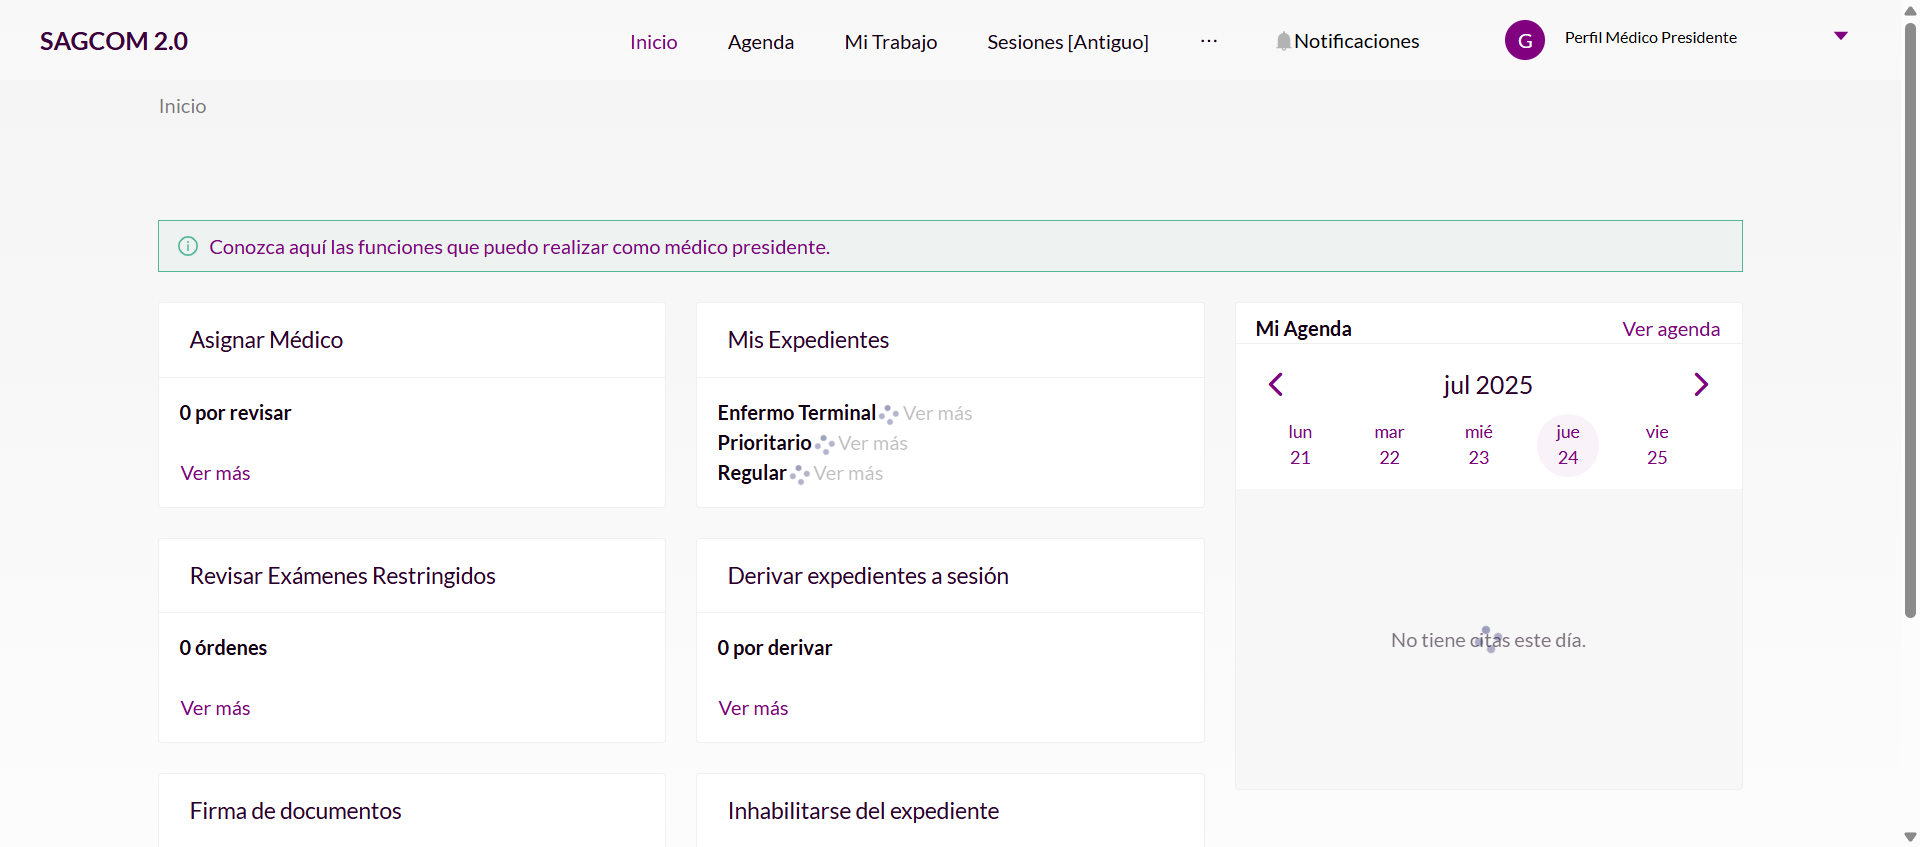 SAGCOM 2.0
Inicio
Agenda
Mi Trabajo
Sesiones [Antiguo]
···
Notificaciones
G
Perfil Médico Presidente
Inicio
Conozca aquí las funciones que puedo realizar como médico presidente.
Asignar Médico
0 por revisar
Ver más
Mis Expedientes
Enfermo Terminal Ver más
Prioritario Ver más
Regular Ver más
Mi Agenda
Ver agenda
jul 2025
lun mar mié jue vie
21 22 23 24 25
No tiene citas este día.
Revisar Exámenes Restringidos
0 órdenes
Ver más
Derivar expedientes a sesión
0 por derivar
Ver más
Firma de documentos
Inhabilitarse del expediente